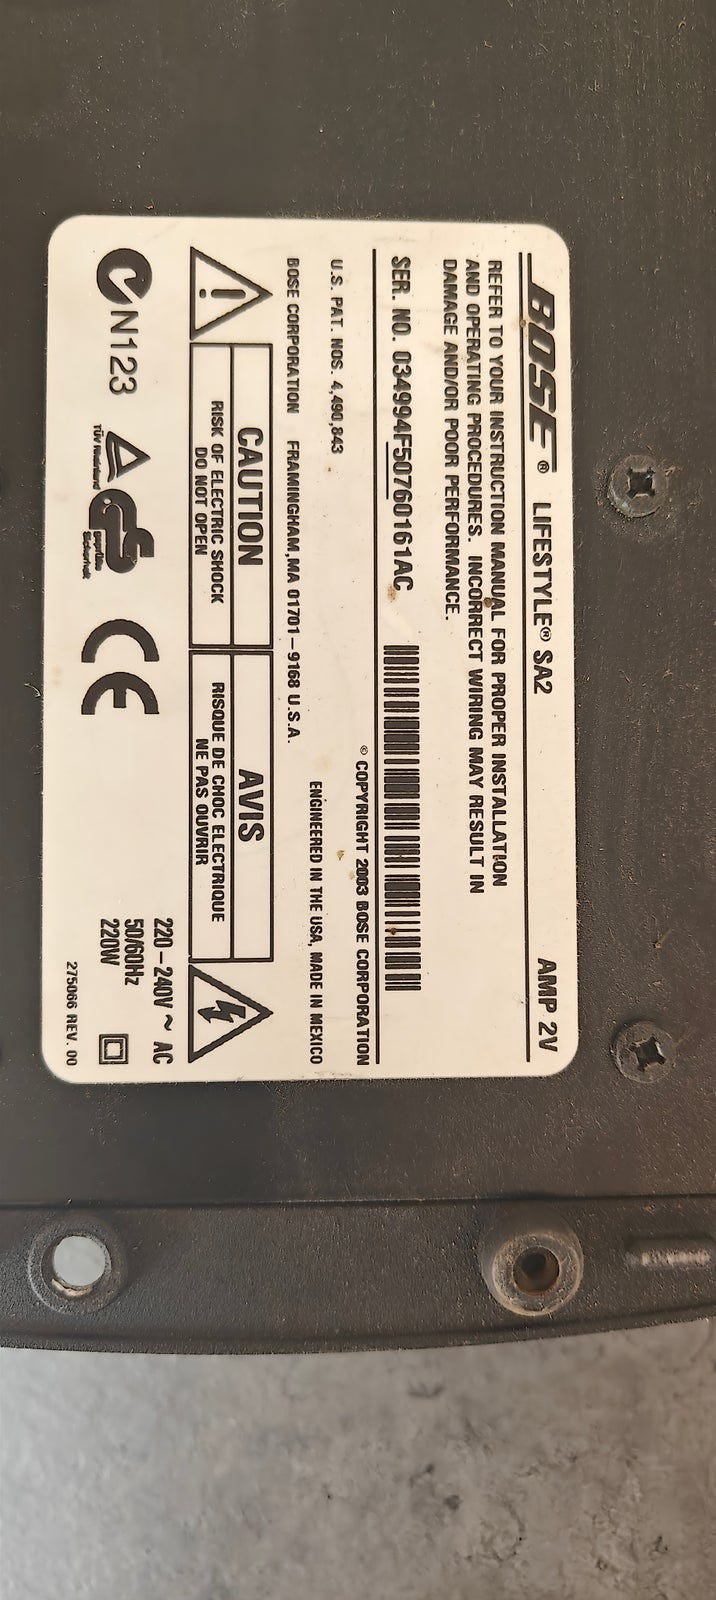 BOSE® LIFESTYLE® SA2 AMP 2V
REFER TO YOUR INSTRUCTION MANUAL FOR PROPER INSTALLATION
AND OPERATING PROCEDURES. INCORRECT WIRING MAY RESULT IN
DAMAGE AND/OR POOR PERFORMANCE.
SER. NO. 034994F50760161AC
© COPYRIGHT 2003 BOSE CORPORATION
U.S. PAT. NOS. 4,490,843
ENGINEERED IN THE USA, MADE IN MEXICO
BOSE CORPORATION FRAMINGHAM,MA 01701-9168 U.S.A.
CAUTION
RISK OF ELECTRIC SHOCK
DO NOT OPEN
AVIS
RISQUE DE CHOC ELECTRIQUE
NE PAS OUVRIR
N123
TÜV Rheinland
geprüfte
Sicherheit
CE
220-240V ~ AC
50/60Hz
220W
275066 REV. 00